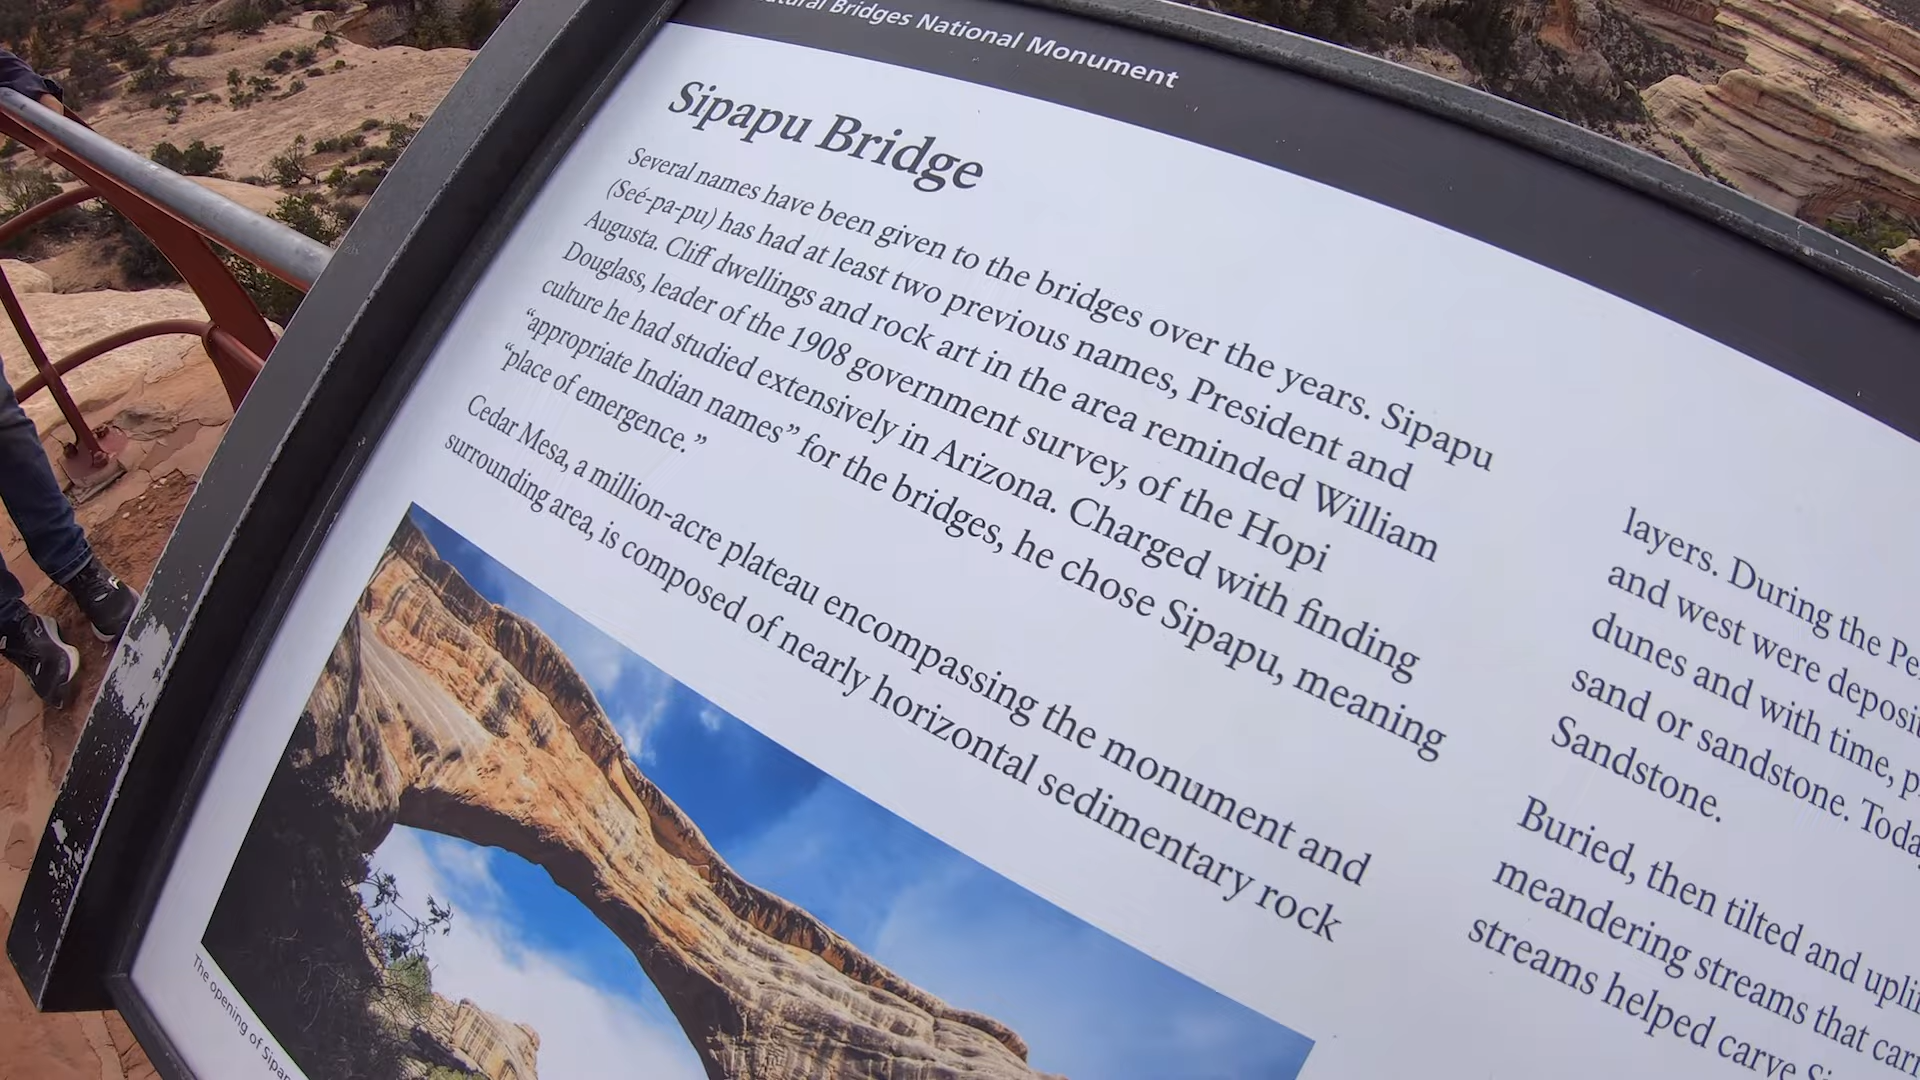 Natural Bridges National Monument
Sipapu Bridge
Several names have been given to the bridges over the years. Sipapu
(Seé-pa-pu) has had at least two previous names, President and
Augusta. Cliff dwellings and rock art in the area reminded William
Douglass, leader of the 1908 government survey, of the Hopi
culture he had studied extensively in Arizona. Charged with finding
“appropriate Indian names” for the bridges, he chose Sipapu, meaning
“place of emergence.”
Cedar Mesa, a million-acre plateau encompassing the monument and
surrounding area, is composed of nearly horizontal sedimentary rock
The opening of
layers. During the
and west were
dunes and with time,
sand or sandstone.
Sandstone.
Buried, then tilted and
meandering streams that
streams helped carve